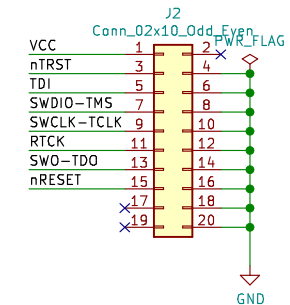 J2
Conn_02x10_Odd_Even
PWR_FLAG
VCC 1 2
nTRST 3 4
TDI 5 6
SWDIO-TMS 7 8
SWCLK-TCLK 9 10
RTCK 11 12
SWO-TDO 13 14
nRESET 15 16
17 18
19 20
GND